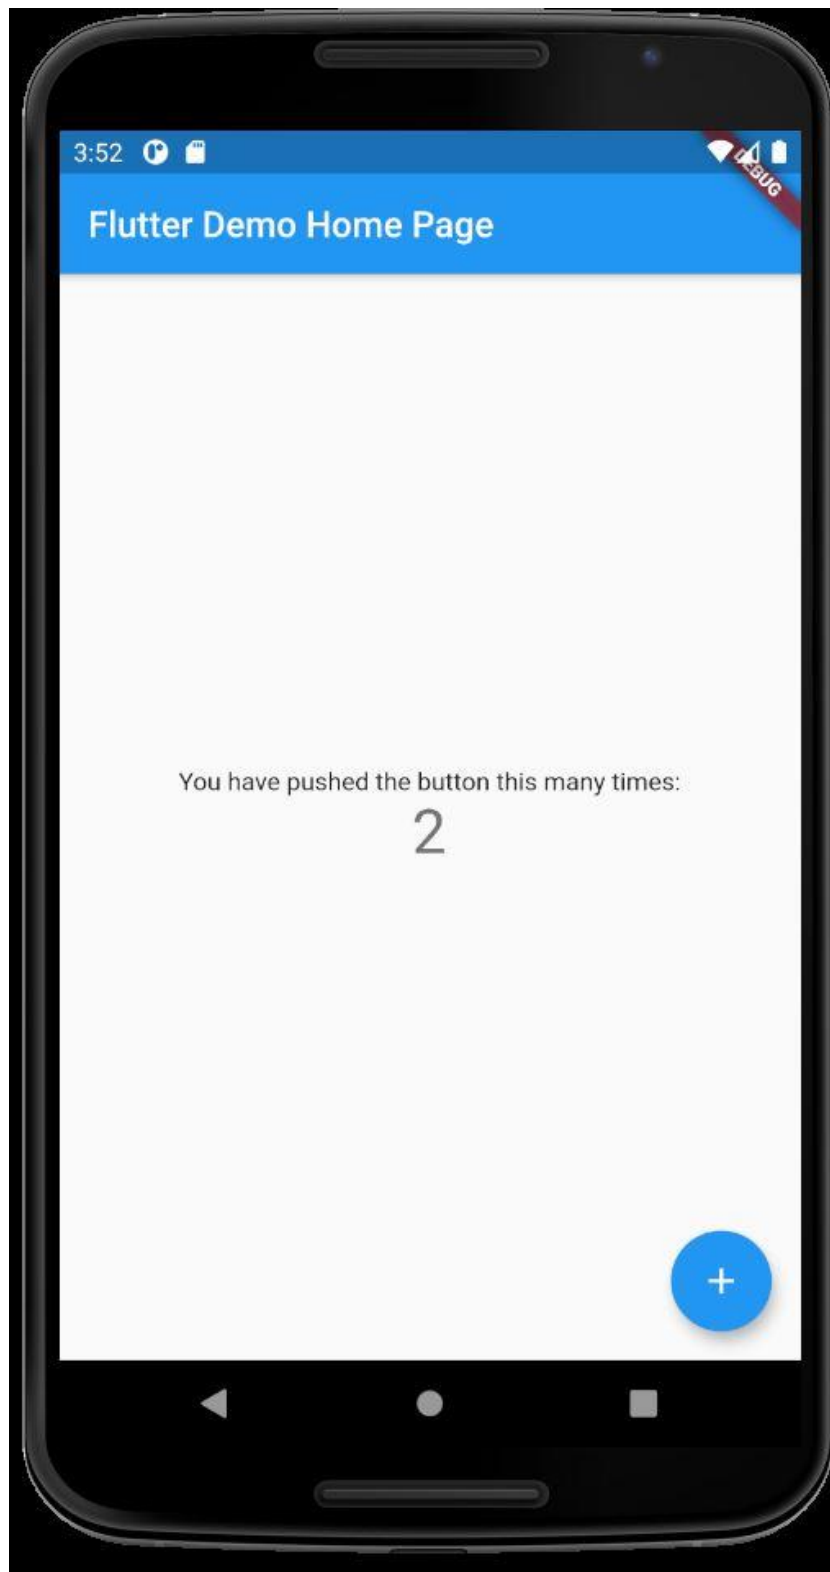 3:52
DEBUG
Flutter Demo Home Page
You have pushed the button this many times:
2
+